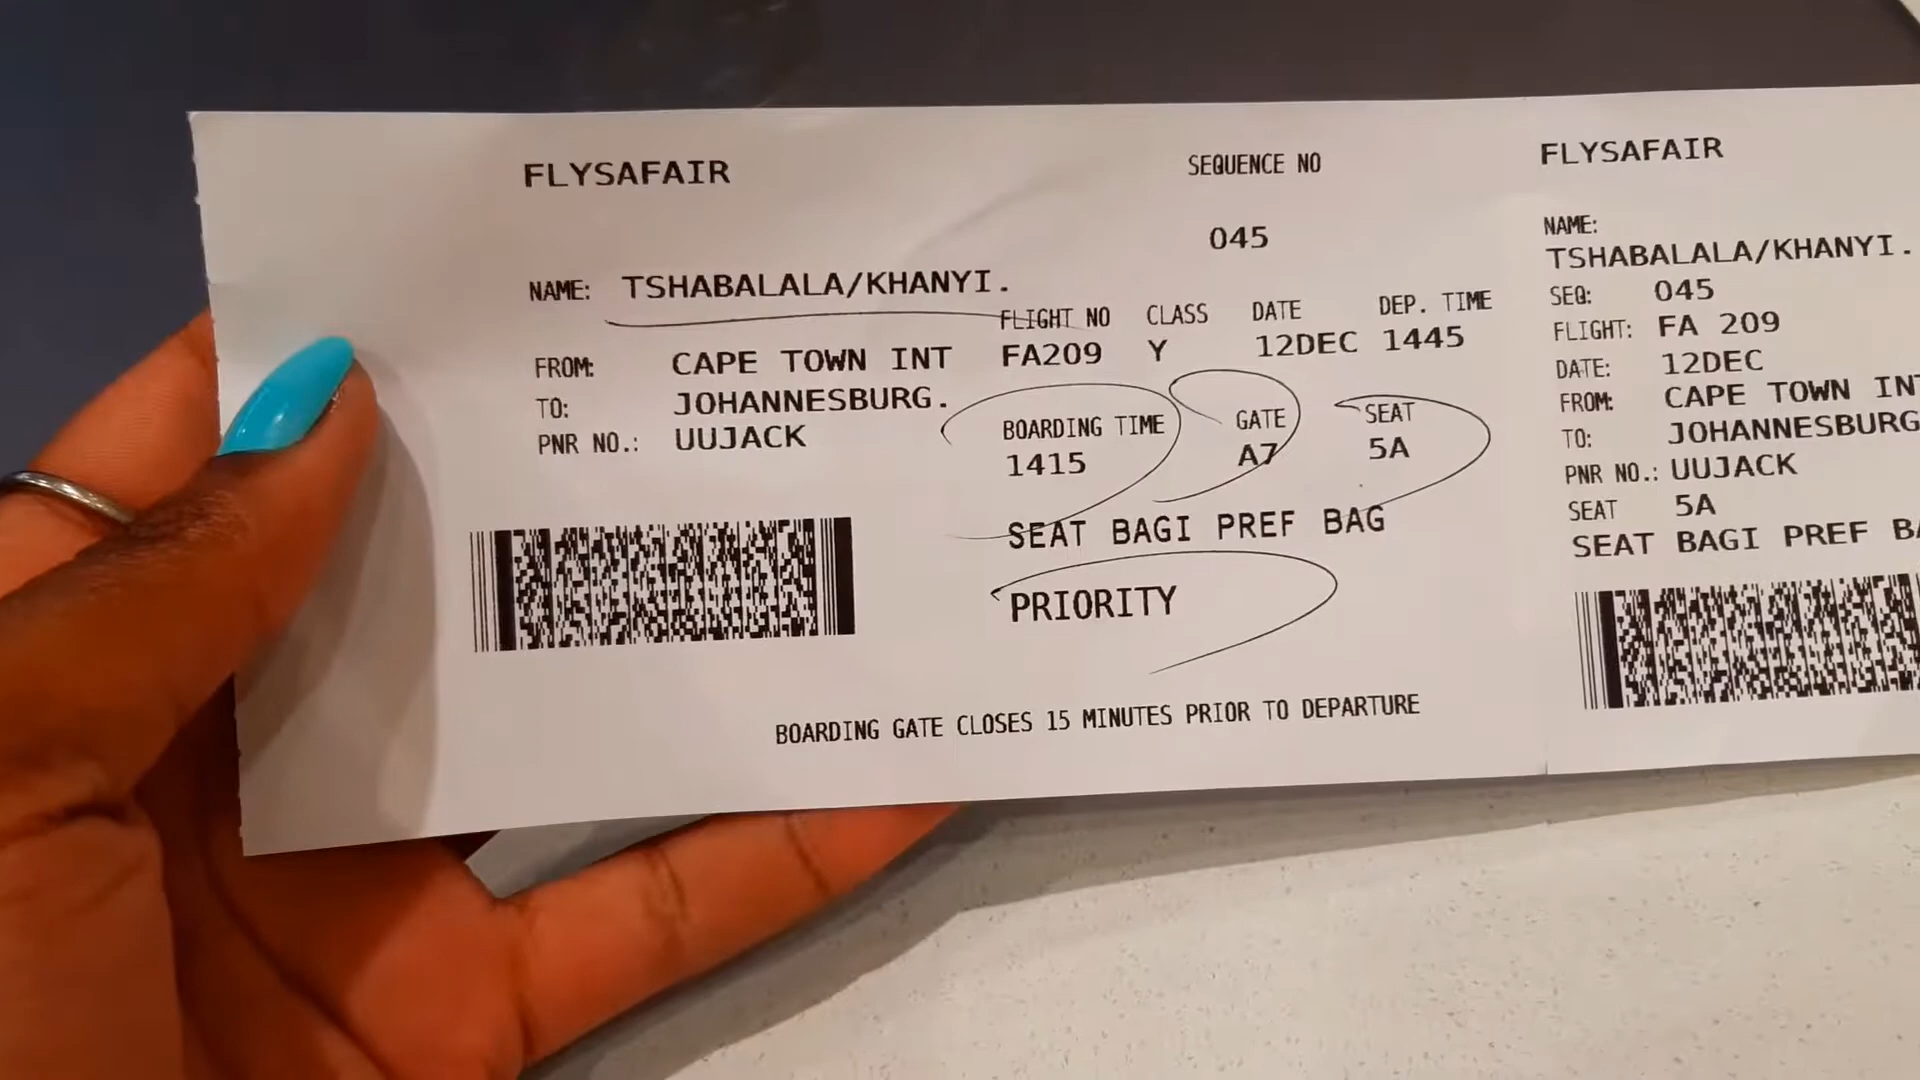 FLYSAFAIR
SEQUENCE NO
045
NAME: TSHABALALA/KHANYI.
FLIGHT NO CLASS DATE DEP. TIME
FROM: CAPE TOWN INT FA209 Y 12DEC 1445
TO: JOHANNESBURG.
PNR NO.: UUJACK
BOARDING TIME GATE SEAT
1415 A7 5A
SEAT BAGI PREF BAG
PRIORITY
BOARDING GATE CLOSES 15 MINUTES PRIOR TO DEPARTURE
FLYSAFAIR
NAME:
TSHABALALA/KHANYI.
SEQ: 045
FLIGHT: FA 209
DATE: 12DEC
FROM: CAPE TOWN INT
TO: JOHANNESBURG
PNR NO.: UUJACK
SEAT 5A
SEAT BAGI PREF